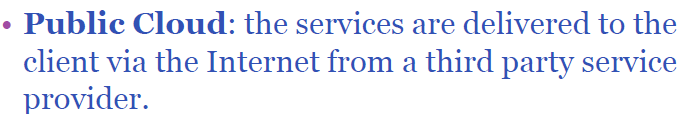 • Public Cloud: the services are delivered to the
client via the Internet from a third party service
provider.